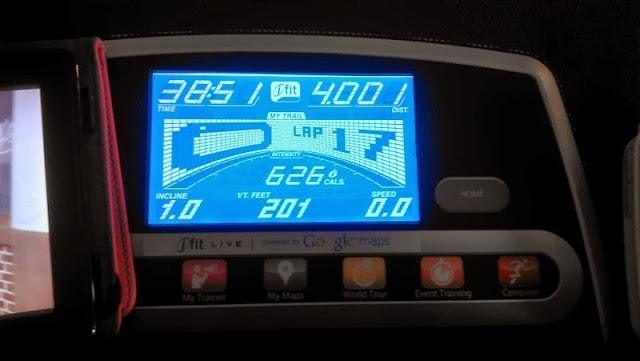 38:51 ifit 4.001
TIME DIST.
MY TRAIL
LAP 17
INTENSITY
626 CALS.
INCLINE VT. FEET SPEED
1.0 201 0.0
HOME
ifit LIVE | powered by Google maps
My Trainer My Maps World Tour Event Training Compete